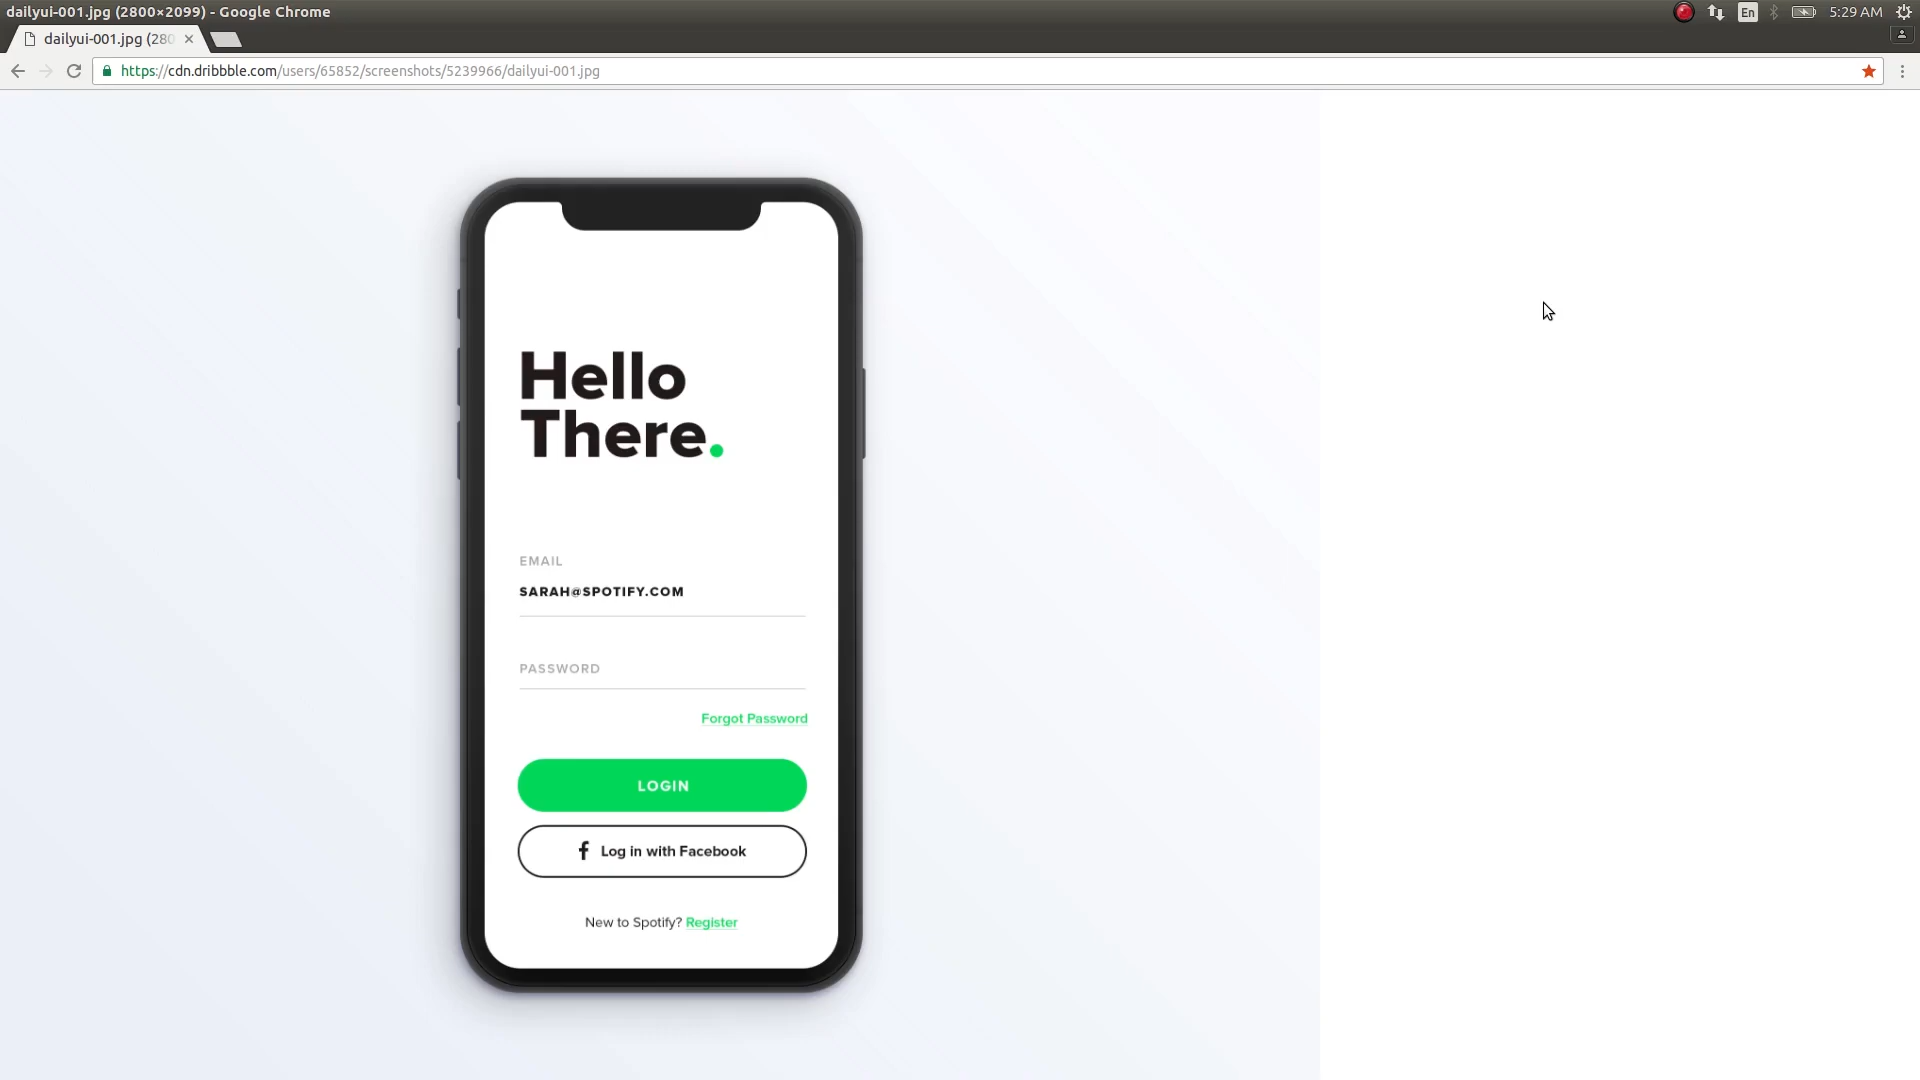 dailyui-001.jpg (2800×2099) - Google Chrome
En
5:29 AM
dailyui-001.jpg (280
https://cdn.dribbble.com/users/65852/screenshots/5239966/dailyui-001.jpg
Hello
There.
EMAIL
SARAH@SPOTIFY.COM
PASSWORD
Forgot Password
LOGIN
f Log in with Facebook
New to Spotify? Register